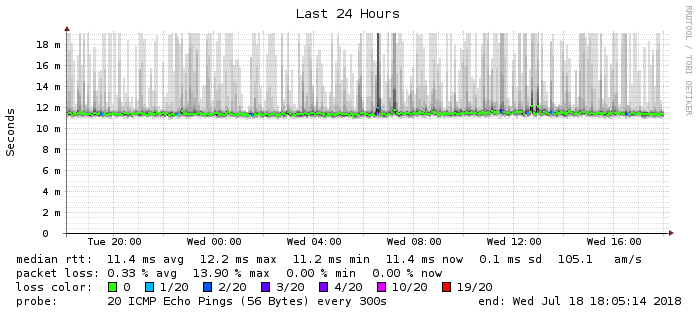 Last 24 Hours
RRDTOOL / TOBI OETIKER
Seconds
18 m
16 m
14 m
12 m
10 m
8 m
6 m
4 m
2 m
0
Tue 20:00 Wed 00:00 Wed 04:00 Wed 08:00 Wed 12:00 Wed 16:00
median rtt: 11.4 ms avg 12.2 ms max 11.2 ms min 11.4 ms now 0.1 ms sd 105.1 am/s
packet loss: 0.33 % avg 13.90 % max 0.00 % min 0.00 % now
loss color: 0 1/20 2/20 3/20 4/20 10/20 19/20
probe: 20 ICMP Echo Pings (56 Bytes) every 300s end: Wed Jul 18 18:05:14 2018